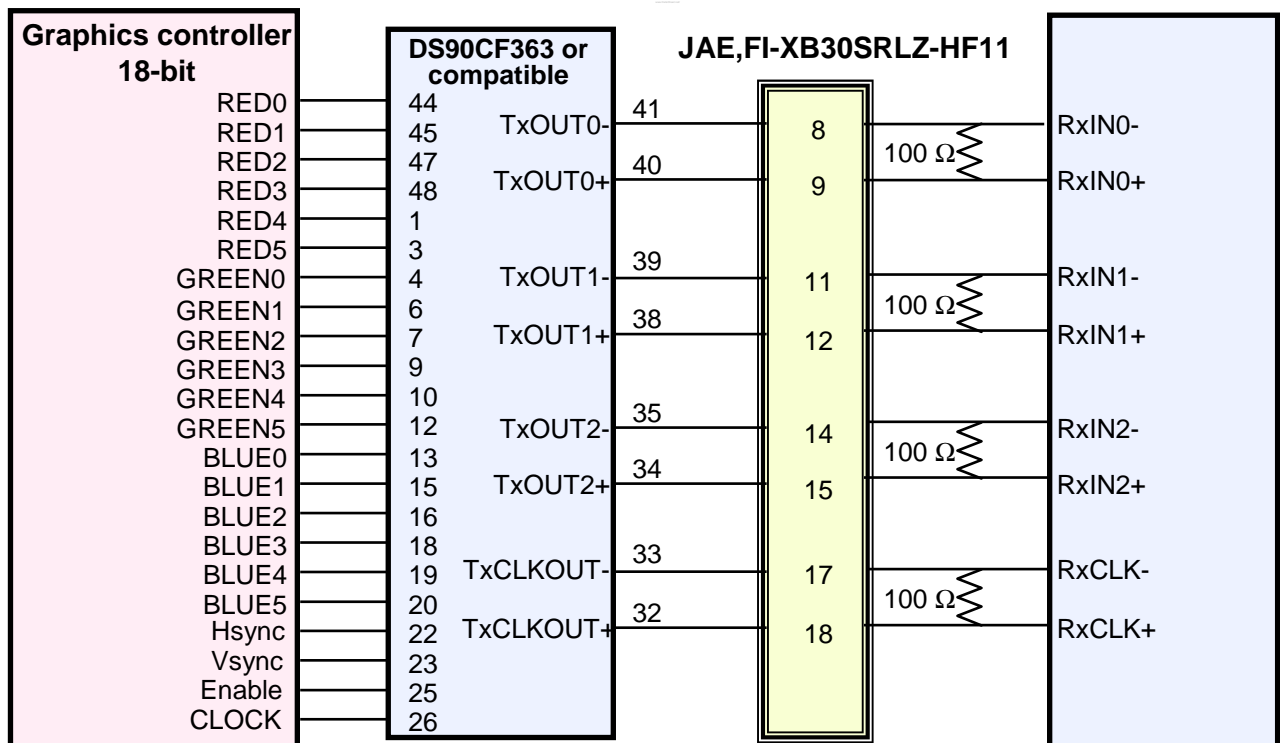 Graphics controller
18-bit
DS90CF363 or
compatible
JAE,FI-XB30SRLZ-HF11
RED0 44
RED1 45
RED2 47
RED3 48
RED4 1
RED5 3
GREEN0 4
GREEN1 6
GREEN2 7
GREEN3 9
GREEN4 10
GREEN5 12
BLUE0 13
BLUE1 15
BLUE2 16
BLUE3 18
BLUE4 19
BLUE5 20
Hsync 22
Vsync 23
Enable 25
CLOCK 26
TxOUT0- 41 8 RxIN0-
100 Ω
TxOUT0+ 40 9 RxIN0+
TxOUT1- 39 11 RxIN1-
100 Ω
TxOUT1+ 38 12 RxIN1+
TxOUT2- 35 14 RxIN2-
100 Ω
TxOUT2+ 34 15 RxIN2+
TxCLKOUT- 33 17 RxCLK-
100 Ω
TxCLKOUT+ 32 18 RxCLK+